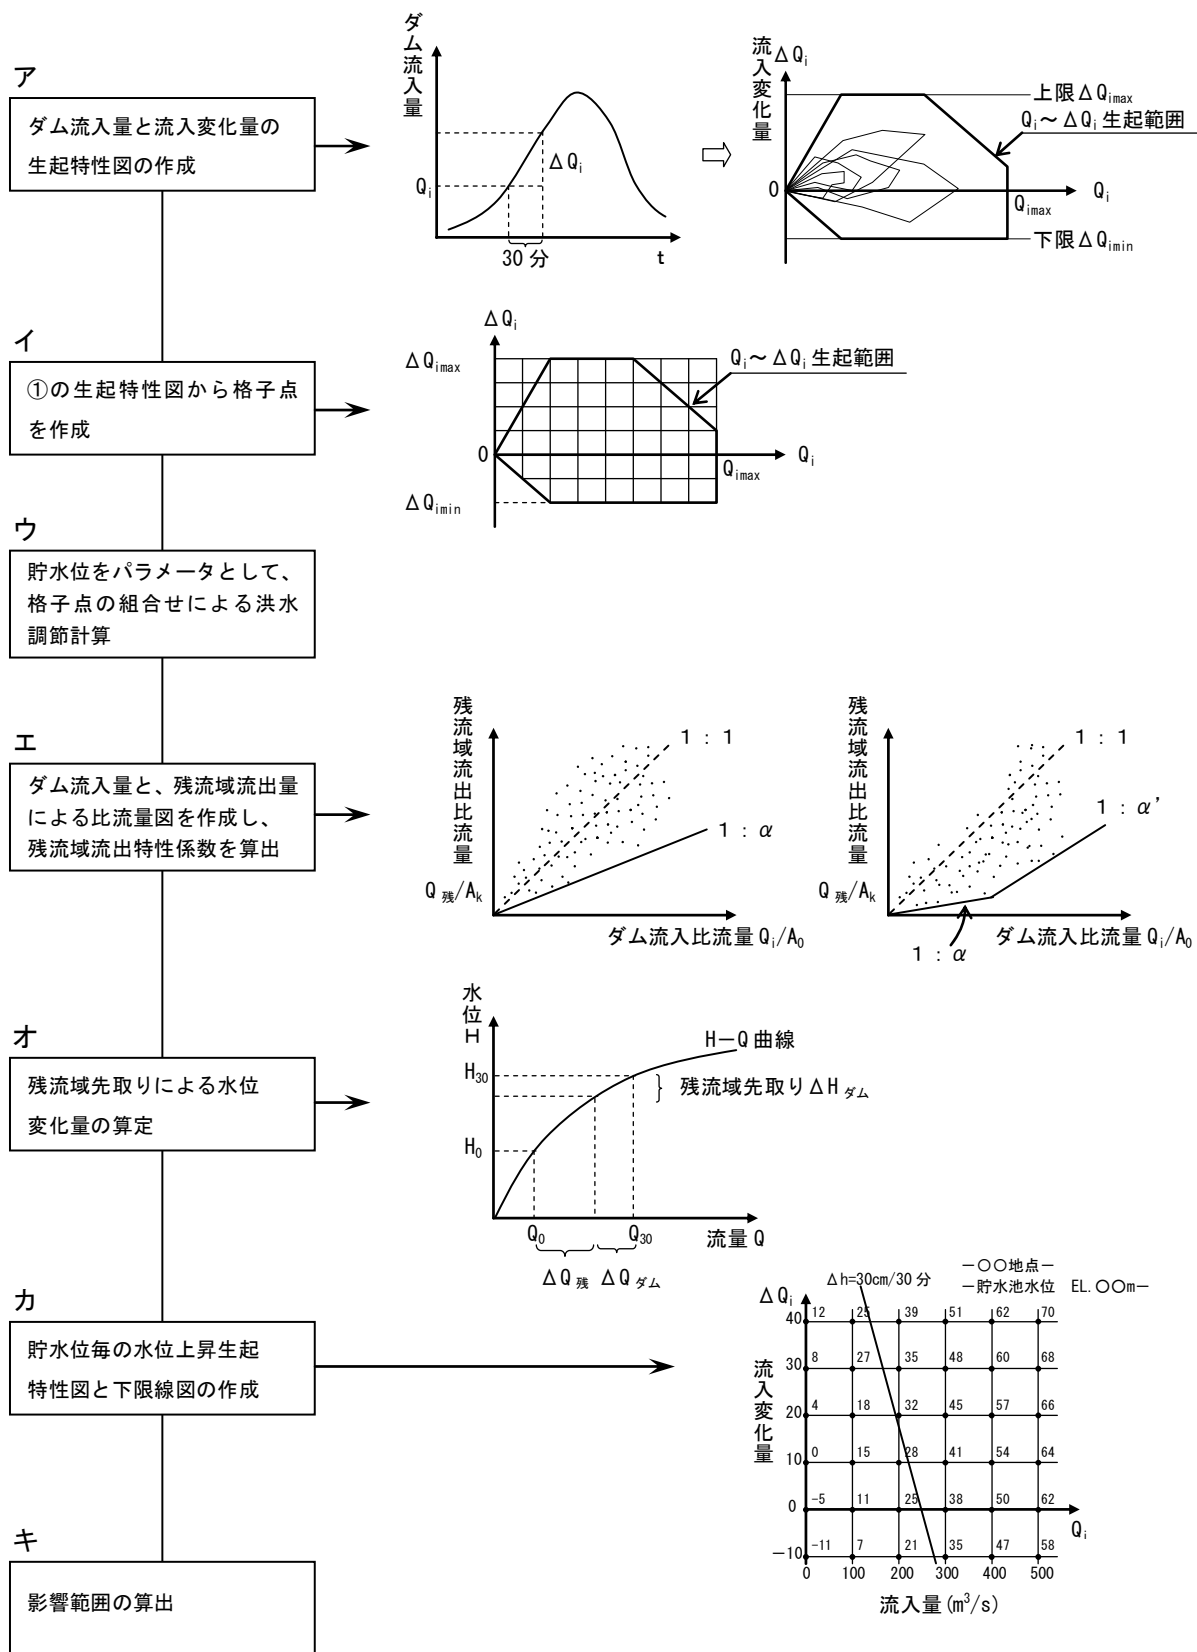 ア
ダム流入量と流入変化量の
生起特性図の作成
ダム流入量
Qi
ΔQi
30分
t
流入変化量
ΔQi
上限ΔQimax
Qi～ΔQi生起範囲
0
Qi
Qimax
下限ΔQimin
イ
①の生起特性図から格子点
を作成
ΔQi
ΔQimax
Qi～ΔQi生起範囲
0
Qimax
Qi
ΔQimin
ウ
貯水位をパラメータとして、
格子点の組合せによる洪水
調節計算
エ
ダム流入量と、残流域流出量
による比流量図を作成し、
残流域流出特性係数を算出
残流域流出比流量
Q残/Ak
1 : 1
1 : α
ダム流入比流量Qi/A0
残流域流出比流量
Q残/Ak
1 : 1
1 : α’
1 : α
ダム流入比流量Qi/A0
オ
残流域先取りによる水位
変化量の算定
水位H
H－Q曲線
H30
残流域先取りΔHダム
H0
Q0
Q30
流量Q
ΔQ残
ΔQダム
カ
貯水位毎の水位上昇生起
特性図と下限線図の作成
－〇〇地点－
Δh=30cm/30分
－貯水池水位 EL.〇〇m－
ΔQi
流入変化量
40 12 25 39 51 62 70
30 8 27 35 48 60 68
20 4 18 32 45 57 66
10 0 15 28 41 54 64
0 -5 11 25 38 50 62
Qi
－10 -11 7 21 35 47 58
0 100 200 300 400 500
流入量(m³/s)
キ
影響範囲の算出